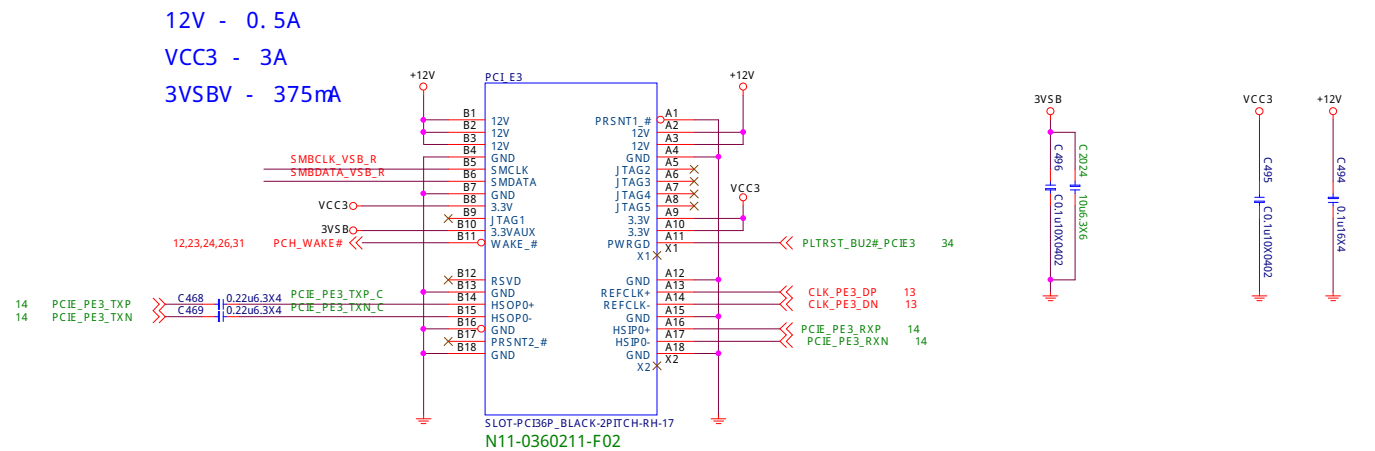 12V - 0.5A
VCC3 - 3A
3VSBV - 375mA
+12V
PCI_E3
+12V
B1 12V
B2 12V
B3 12V
B4 GND
SMBCLK_VSB_R B5 SMCLK
SMBDATA_VSB_R B6 SMDATA
B7 GND
VCC3 B8 3.3V
B9 JTAG1
3VSB B10 3.3VAUX
12,23,24,26,31 PCH_WAKE# B11 WAKE_#
B12 RSVD
B13 GND
14 PCIE_PE3_TXP C468 0.22u6.3X4 PCIE_PE3_TXP_C B14 HSOP0+
14 PCIE_PE3_TXN C469 0.22u6.3X4 PCIE_PE3_TXN_C B15 HSOP0-
B16 GND
B17 PRSNT2_#
B18 GND
PRSNT1_# A1
12V A2
12V A3
GND A4
JTAG2 A5
JTAG3 A6
JTAG4 A7
JTAG5 A8
VCC3
3.3V A9
3.3V A10
PWRGD A11 PLTRST_BU2#_PCIE3 34
X1 X1
GND A12
REFCLK+ A13 CLK_PE3_DP 13
REFCLK- A14 CLK_PE3_DN 13
GND A15
HSIP0+ A16 PCIE_PE3_RXP 14
HSIP0- A17 PCIE_PE3_RXN 14
GND A18
X2 X2
SLOT-PCI36P_BLACK-2PITCH-RH-17
N11-0360211-F02
3VSB
C496
C0.1u10X0402
C2024
10u6.3X6
VCC3
C495
C0.1u10X0402
+12V
C494
0.1u16X4